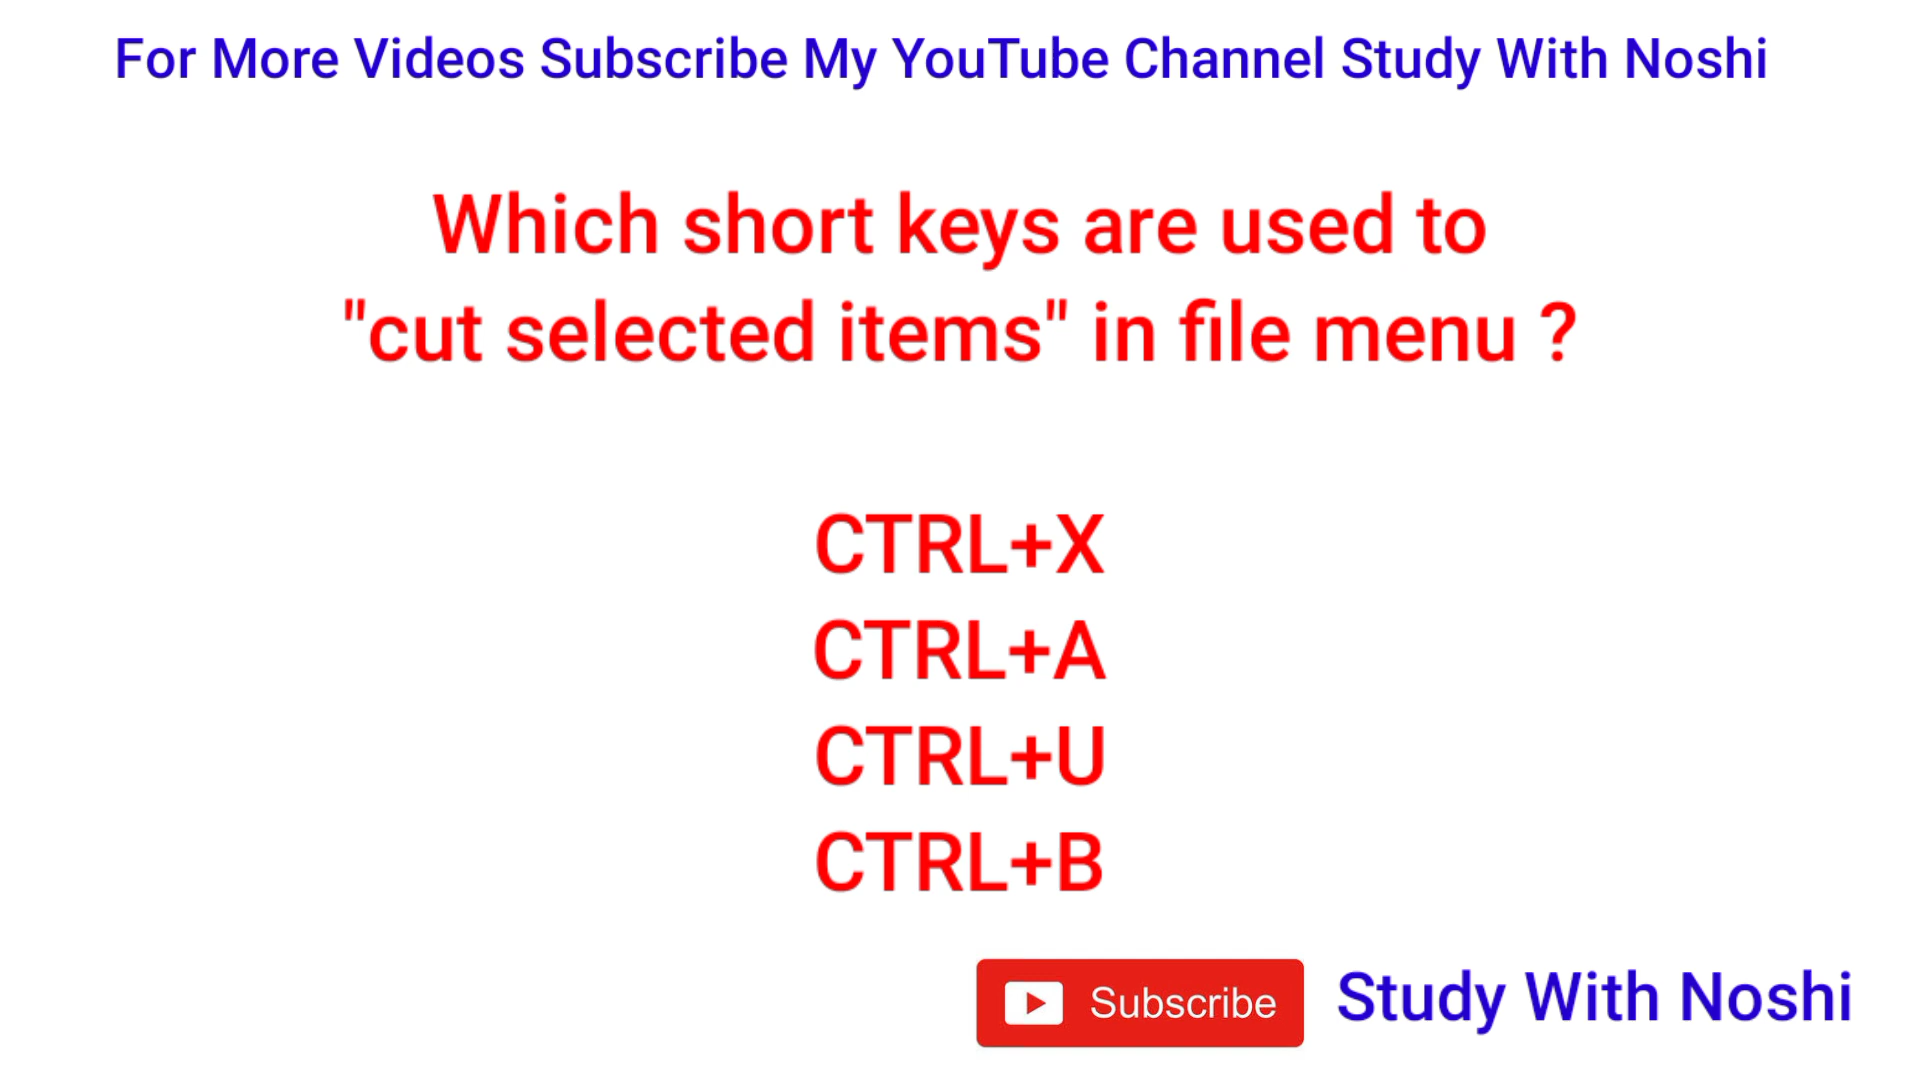 For More Videos Subscribe My YouTube Channel Study With Noshi
Which short keys are used to
"cut selected items" in file menu ?
CTRL+X
CTRL+A
CTRL+U
CTRL+B
Subscribe
Study With Noshi